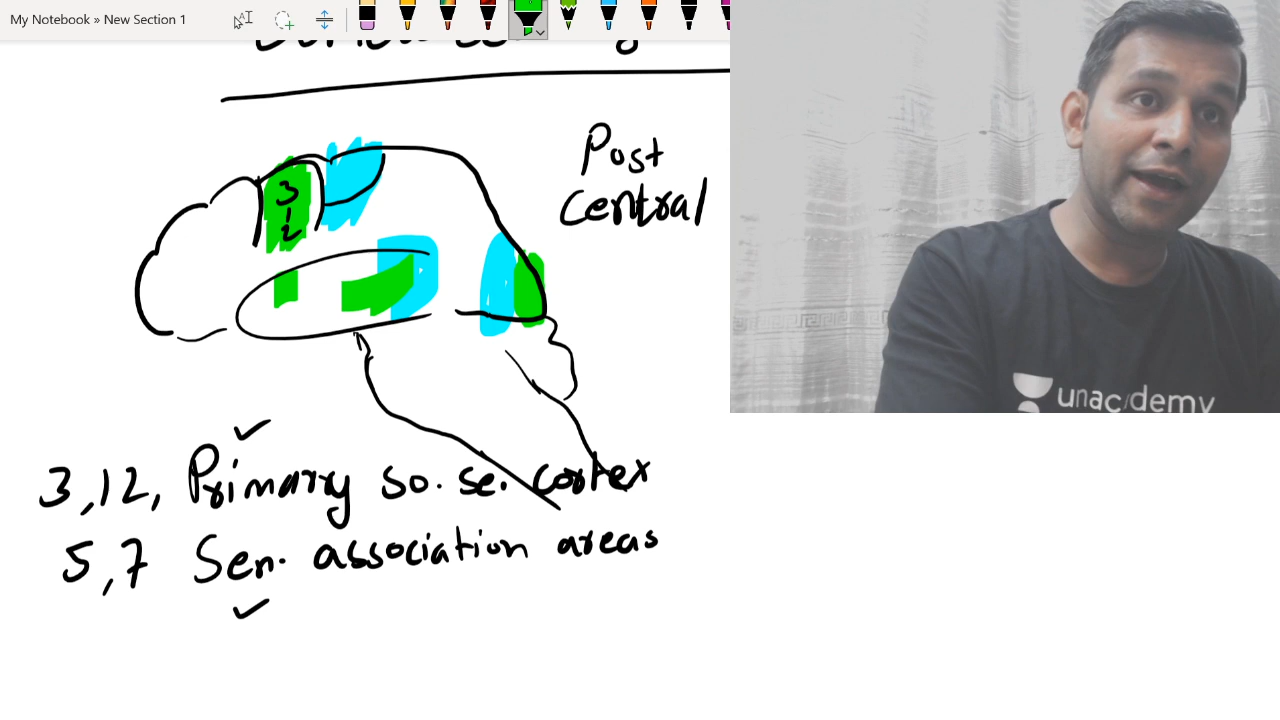 My Notebook » New Section 1
Post
central
3
1
2
unacademy
3,12, Primary so. se. cortex
5,7 Sen. association areas